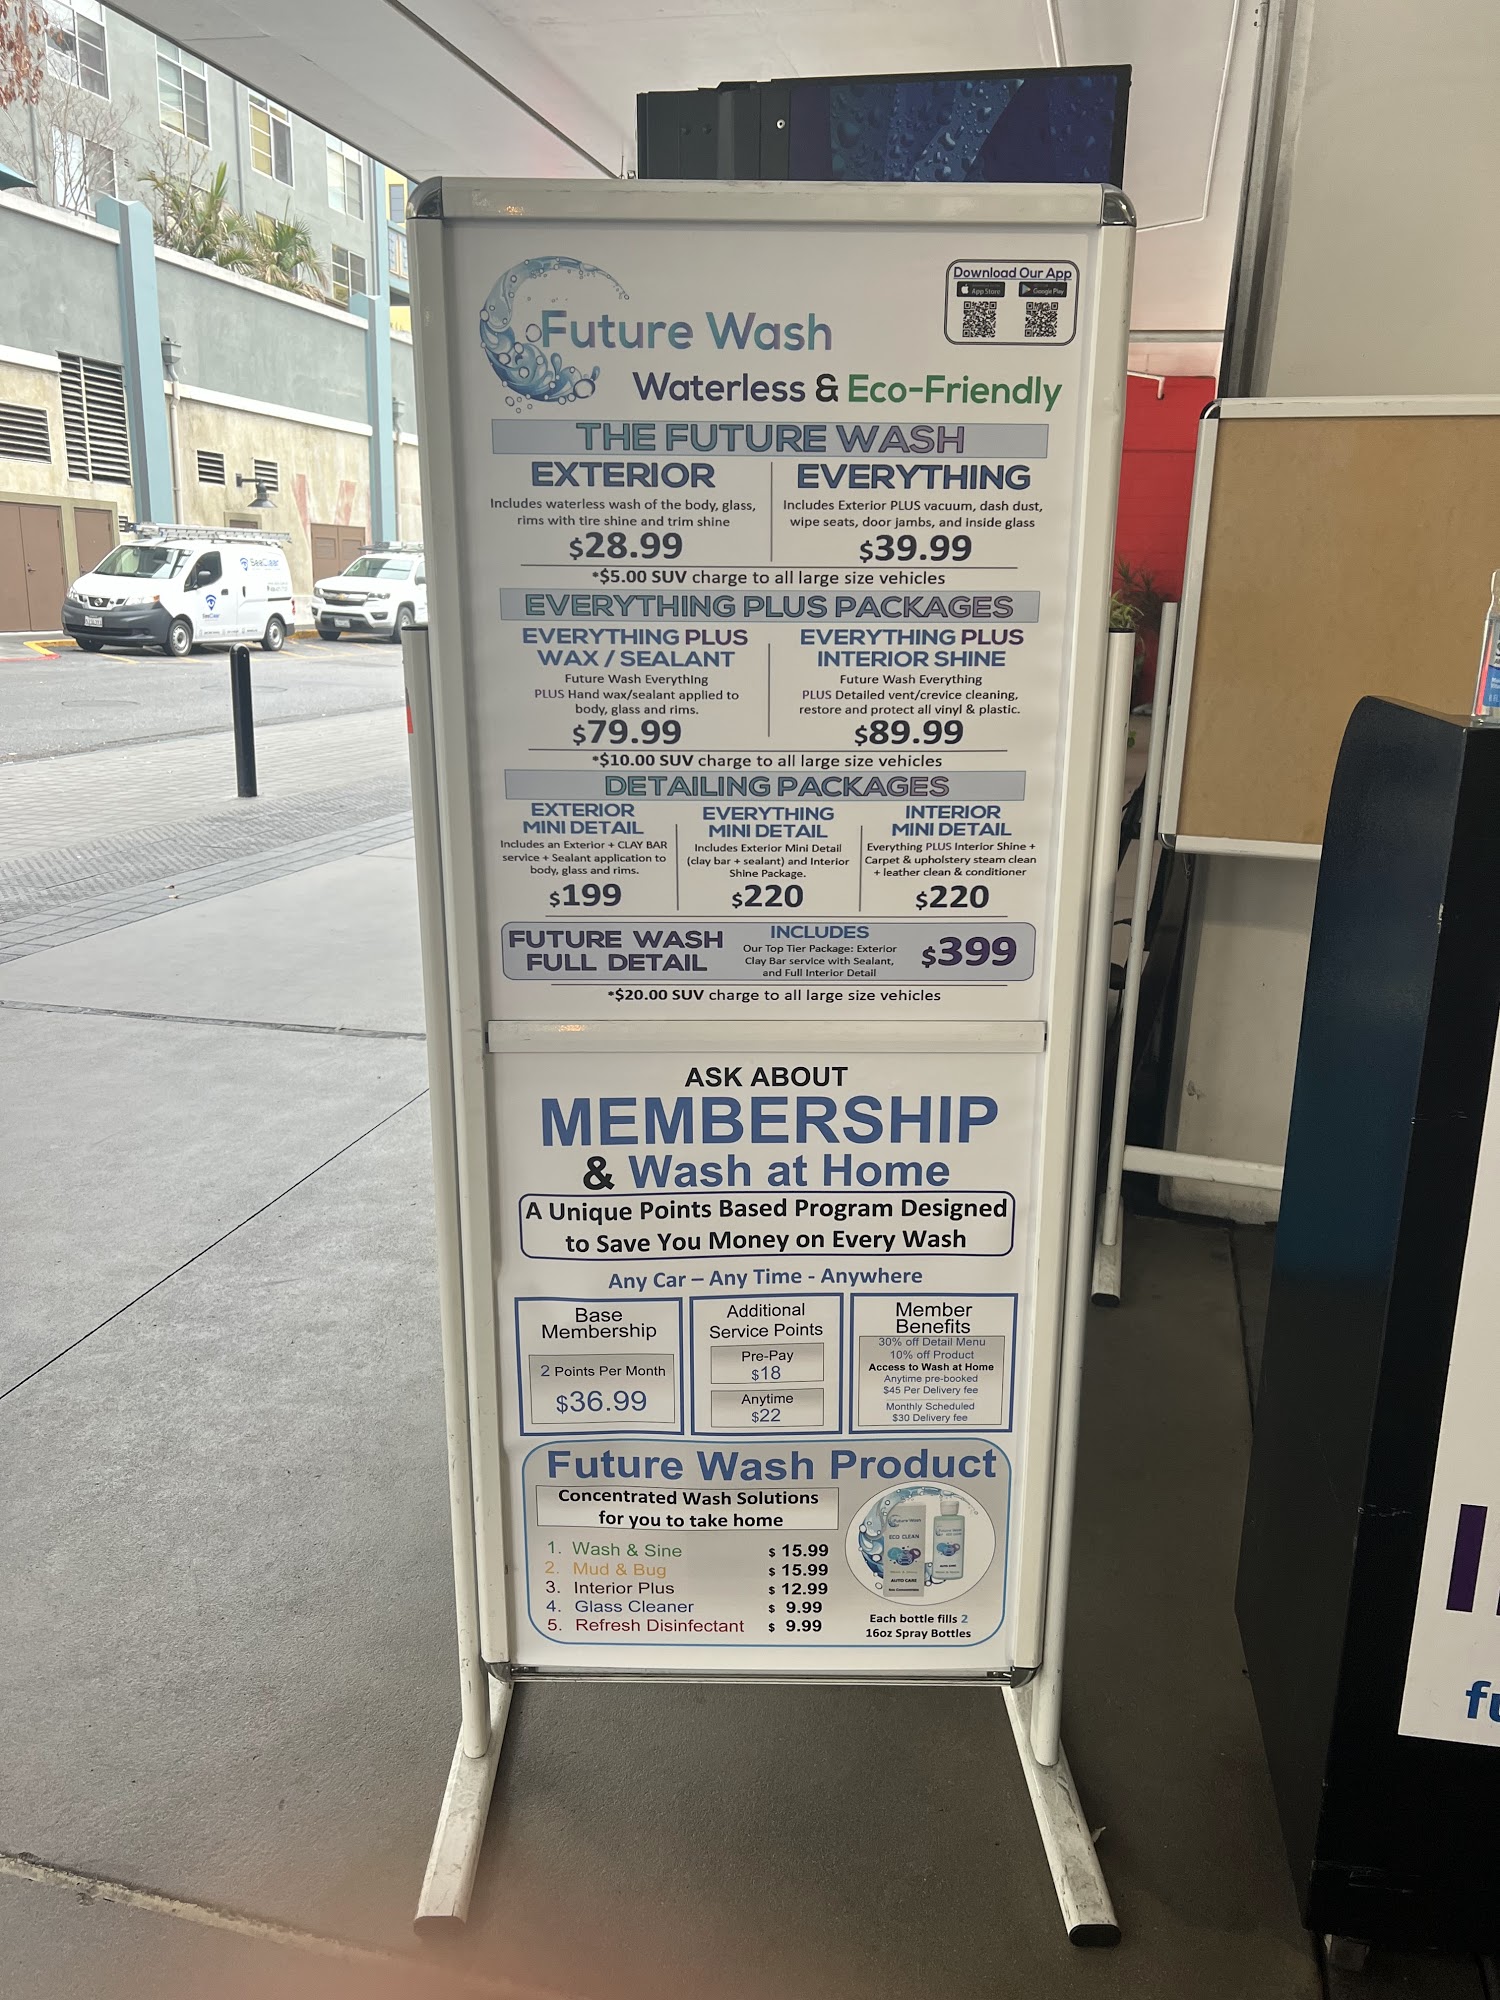 Download Our App
App Store Google Play
Future Wash
Waterless & Eco-Friendly
THE FUTURE WASH
EXTERIOR
Includes waterless wash of the body, glass,
rims with tire shine and trim shine
$28.99
EVERYTHING
Includes Exterior PLUS vacuum, dash dust,
wipe seats, door jambs, and inside glass
$39.99
*$5.00 SUV charge to all large size vehicles
EVERYTHING PLUS PACKAGES
EVERYTHING PLUS
WAX / SEALANT
Future Wash Everything
PLUS Hand wax/sealant applied to
body, glass and rims.
$79.99
EVERYTHING PLUS
INTERIOR SHINE
Future Wash Everything
PLUS Detailed vent/crevice cleaning,
restore and protect all vinyl & plastic.
$89.99
*$10.00 SUV charge to all large size vehicles
DETAILING PACKAGES
EXTERIOR
MINI DETAIL
Includes an Exterior + CLAY BAR
service + Sealant application to
body, glass and rims.
$199
EVERYTHING
MINI DETAIL
Includes Exterior Mini Detail
(clay bar + sealant) and Interior
Shine Package.
$220
INTERIOR
MINI DETAIL
Everything PLUS Interior Shine +
Carpet & upholstery steam clean
+ leather clean & conditioner
$220
FUTURE WASH
FULL DETAIL
INCLUDES
Our Top Tier Package: Exterior
Clay Bar service with Sealant,
and Full Interior Detail
$399
*$20.00 SUV charge to all large size vehicles
ASK ABOUT
MEMBERSHIP
& Wash at Home
A Unique Points Based Program Designed
to Save You Money on Every Wash
Any Car – Any Time - Anywhere
Base
Membership
2 Points Per Month
$36.99
Additional
Service Points
Pre-Pay
$18
Anytime
$22
Member
Benefits
30% off Detail Menu
10% off Product
Access to Wash at Home
Anytime pre-booked
$45 Per Delivery fee
Monthly Scheduled
$30 Delivery fee
Future Wash Product
Concentrated Wash Solutions
for you to take home
1. Wash & Sine $ 15.99
2. Mud & Bug $ 15.99
3. Interior Plus $ 12.99
4. Glass Cleaner $ 9.99
5. Refresh Disinfectant $ 9.99
Future Wash
ECO CLEAN
AUTO CARE
Each bottle fills 2
16oz Spray Bottles
SeaClear
fu